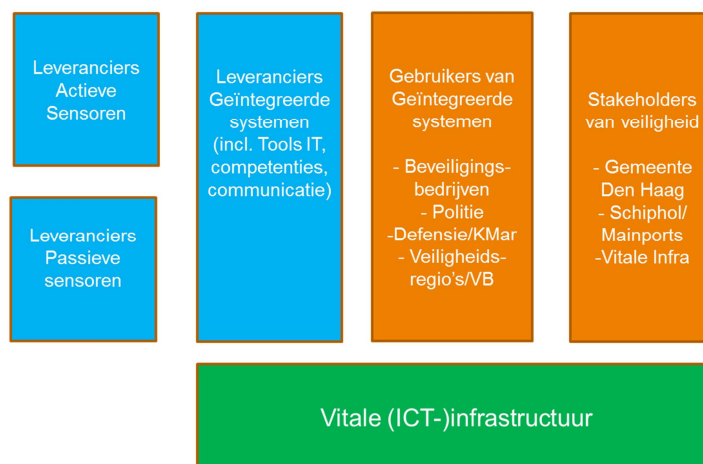 Leveranciers
Actieve
Sensoren
Leveranciers
Passieve
sensoren
Leveranciers
Geïntegreerde
systemen
(incl. Tools IT,
competenties,
communicatie)
Gebruikers van
Geïntegreerde
systemen
- Beveiligings-
bedrijven
- Politie
-Defensie/KMar
- Veiligheids-
regio's/VB
Stakeholders
van veiligheid
- Gemeente
Den Haag
- Schiphol/
Mainports
-Vitale Infra
Vitale (ICT-)infrastructuur